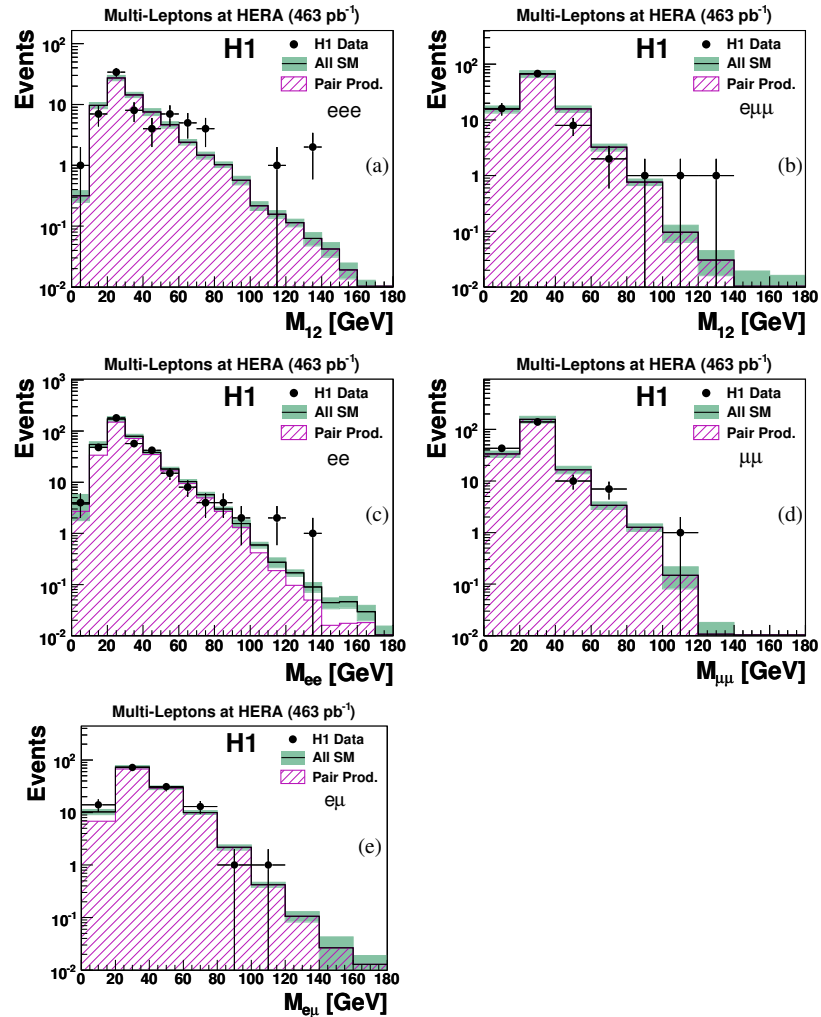 Multi-Leptons at HERA (463 pb-1)
Events
H1
H1 Data
All SM
Pair Prod.
eee
(a)
10²
10
1
10-1
10-2
0 20 40 60 80 100 120 140 160 180
M12 [GeV]
Multi-Leptons at HERA (463 pb-1)
Events
H1
H1 Data
All SM
Pair Prod.
eμμ
(b)
10²
10
1
10-1
10-2
0 20 40 60 80 100 120 140 160 180
M12 [GeV]
Multi-Leptons at HERA (463 pb-1)
Events
H1
H1 Data
All SM
Pair Prod.
ee
(c)
10³
10²
10
1
10-1
10-2
0 20 40 60 80 100 120 140 160 180
Mee [GeV]
Multi-Leptons at HERA (463 pb-1)
Events
H1
H1 Data
All SM
Pair Prod.
μμ
(d)
10²
10
1
10-1
10-2
0 20 40 60 80 100 120 140 160 180
Mμμ [GeV]
Multi-Leptons at HERA (463 pb-1)
Events
H1
H1 Data
All SM
Pair Prod.
eμ
(e)
10²
10
1
10-1
10-2
0 20 40 60 80 100 120 140 160 180
Meμ [GeV]